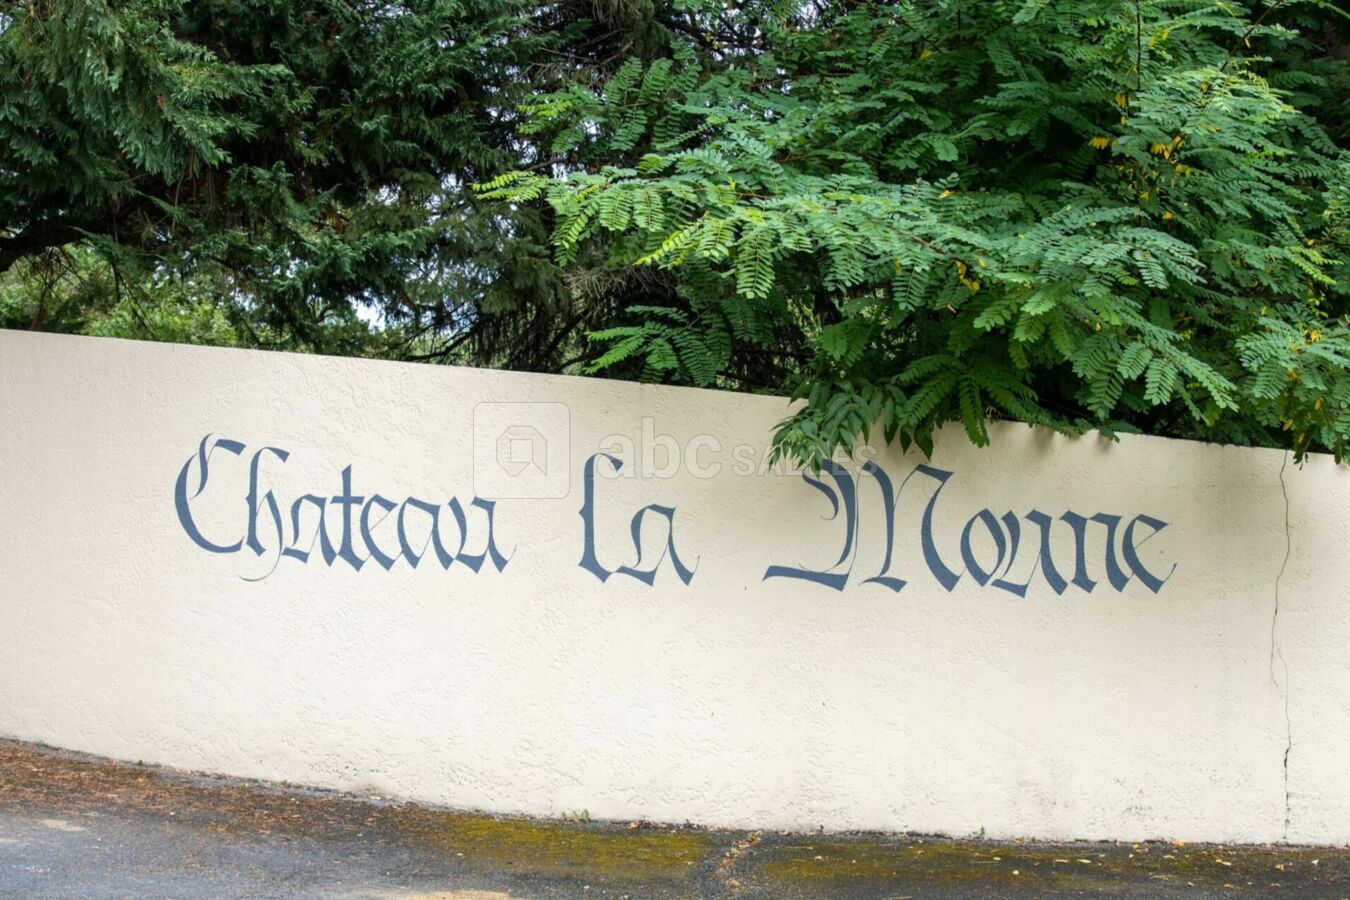 Chateau la Moune
abc SALLES